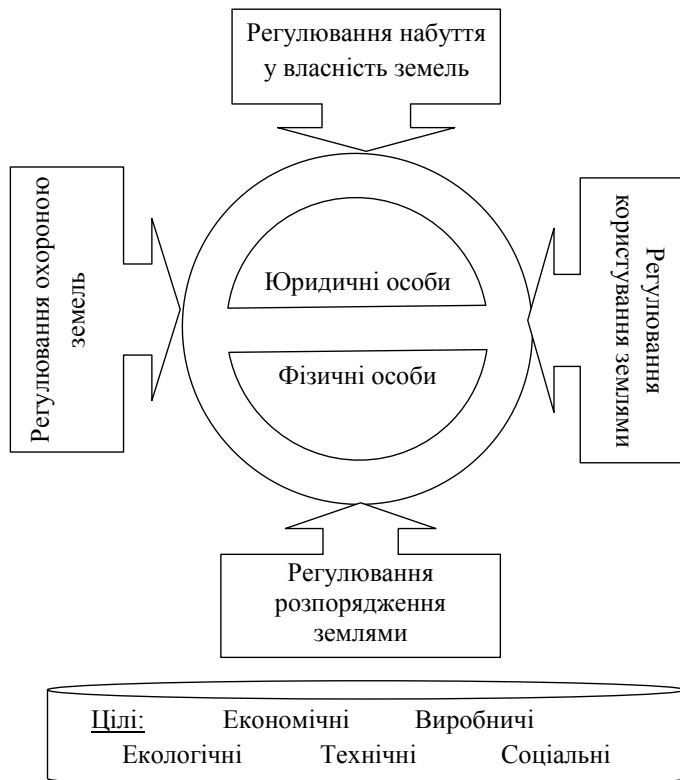 Регулювання набуття
у власність земель
Регулювання охороною
земель
Юридичні особи
Фізичні особи
Регулювання
користування землями
Регулювання
розпорядження
землями
Цілі: Економічні Виробничі
Екологічні Технічні Соціальні